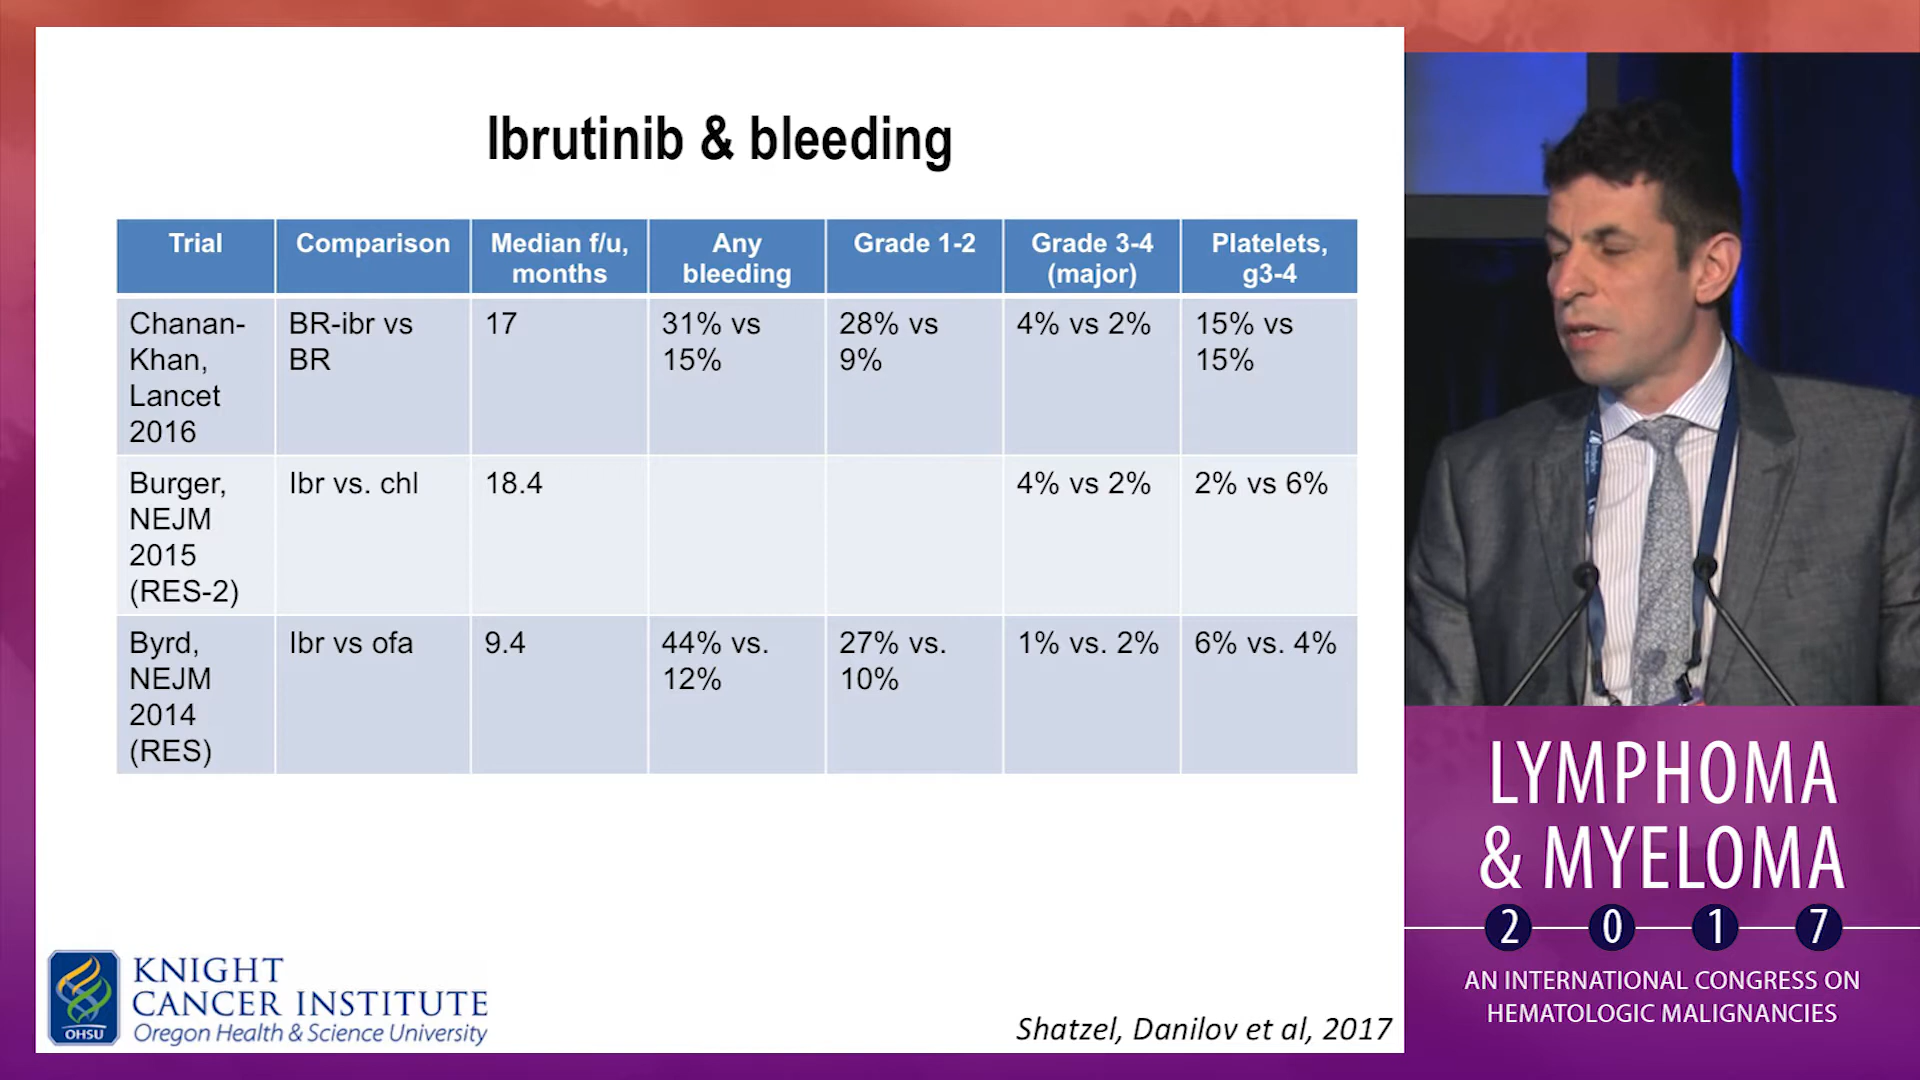 Ibrutinib & bleeding
Trial
Comparison
Median f/u,
months
Any
bleeding
Grade 1-2
Grade 3-4
(major)
Platelets,
g3-4
Chanan-
Khan,
Lancet
2016
BR-ibr vs
BR
17
31% vs
15%
28% vs
9%
4% vs 2%
15% vs
15%
Burger,
NEJM
2015
(RES-2)
Ibr vs. chl
18.4
4% vs 2%
2% vs 6%
Byrd,
NEJM
2014
(RES)
Ibr vs ofa
9.4
44% vs.
12%
27% vs.
10%
1% vs. 2%
6% vs. 4%
OHSU
KNIGHT
CANCER INSTITUTE
Oregon Health & Science University
Shatzel, Danilov et al, 2017
LYMPHOMA
& MYELOMA
2 0 1 7
AN INTERNATIONAL CONGRESS ON
HEMATOLOGIC MALIGNANCIES